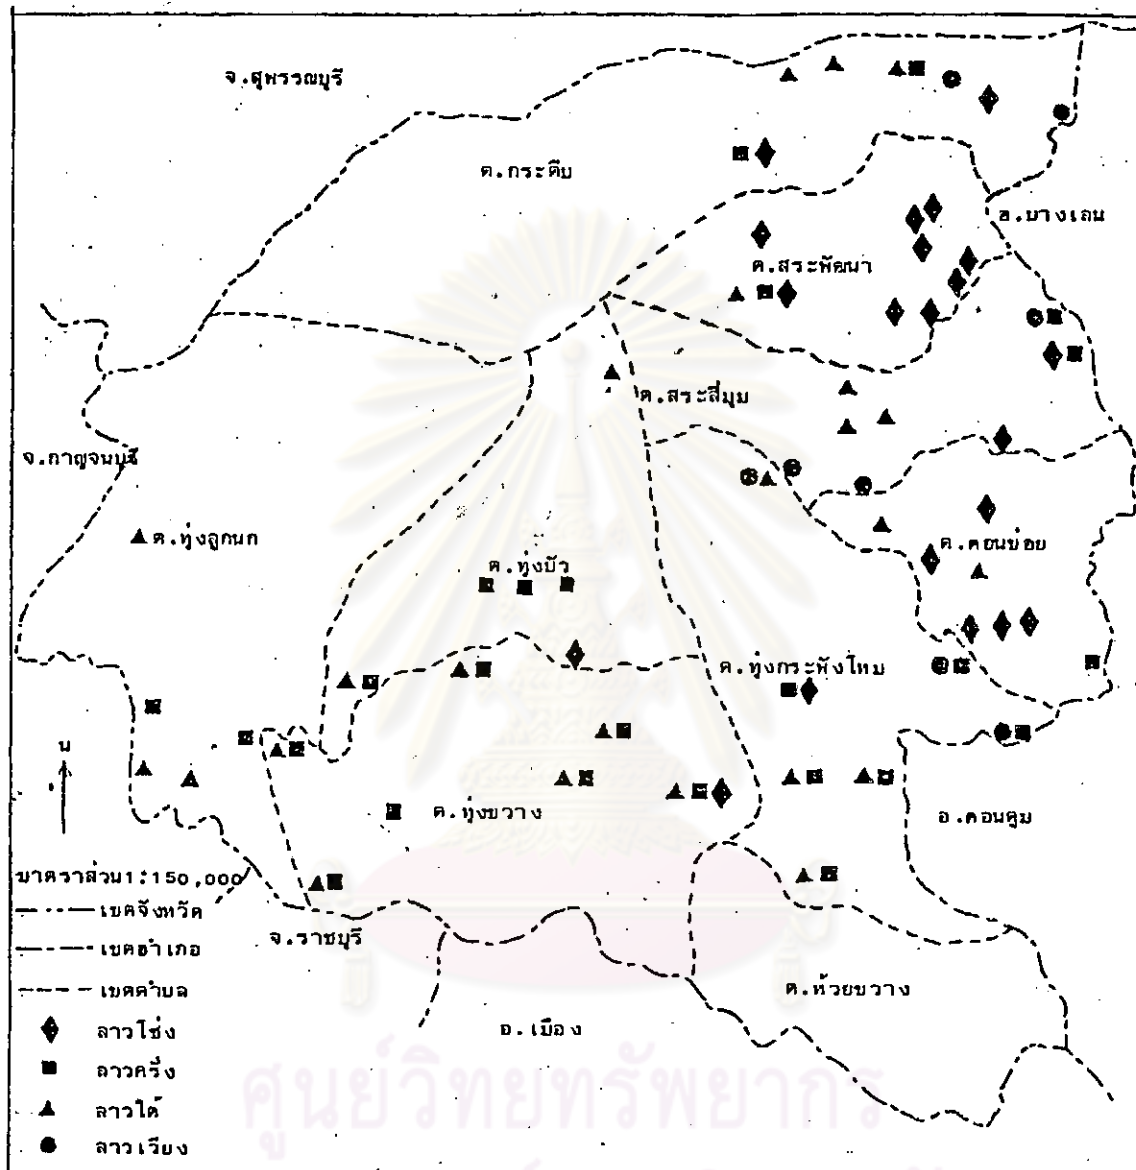 จ.สุพรรณบุรี
ต.กระตีบ
อ.บางเลน
ต.สระพัฒนา
ต.สระสี่มุม
จ.กาญจนบุรี
ต.ทุ่งลูกนก
ต.ทุ่งบัว
ต.ดอนข่อย
ต.ทุ่งกระพังโหม
น
ต.ทุ่งขวาง
อ.ดอนตูม
มาตราส่วน1:150,000
เขตจังหวัด
จ.ราชบุรี
เขตอำเภอ
เขตตำบล
ต.ห้วยขวาง
อ.เมือง
ลาวโซ่ง
ลาวครั่ง
ลาวใต้
ลาวเวียง
ศูนย์วิทยทรัพยากร